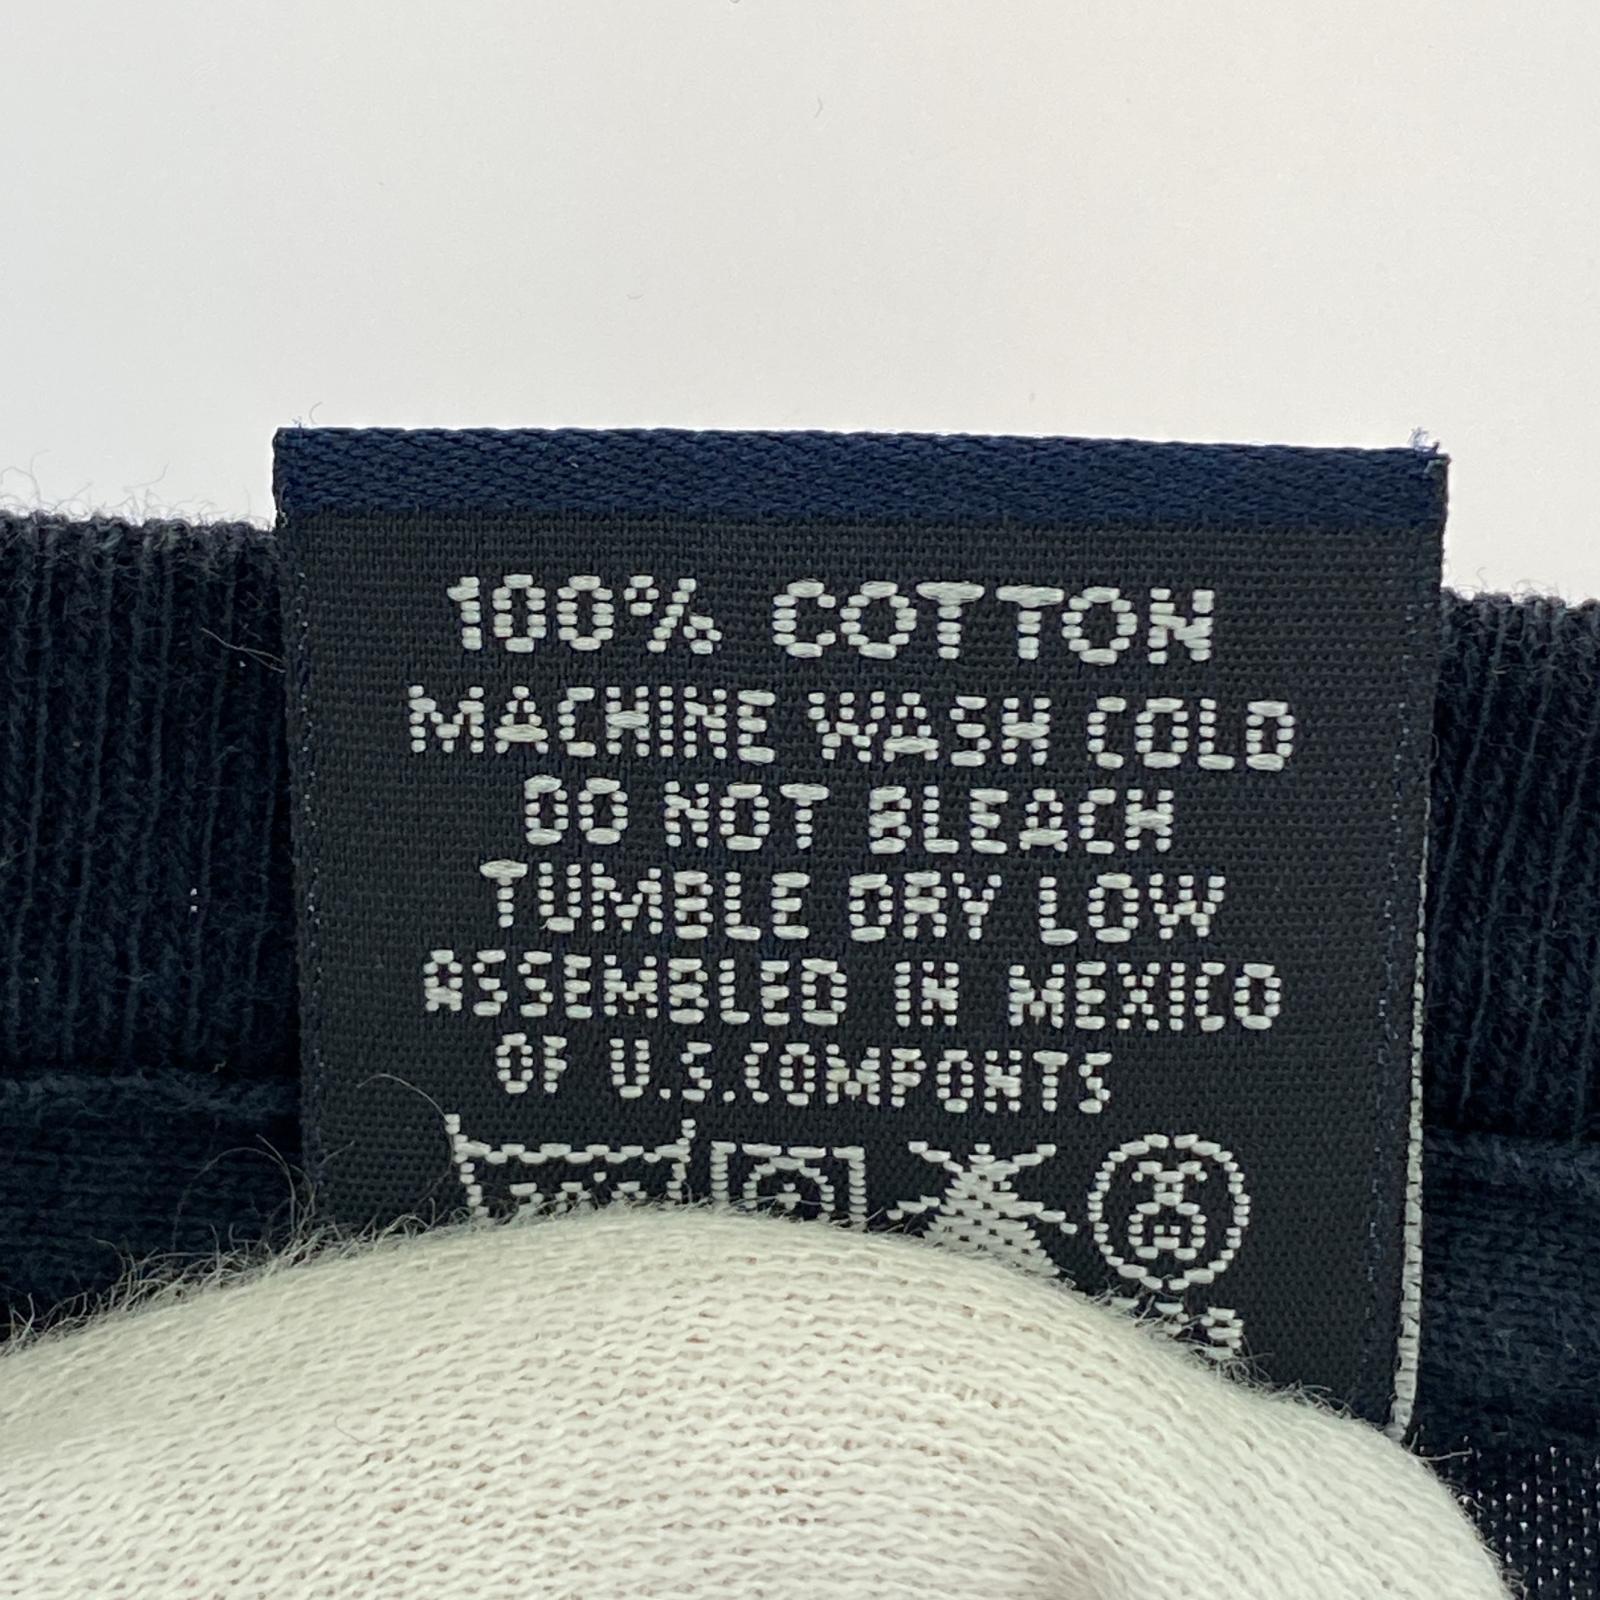 100% COTTON
MACHINE WASH COLD
DO NOT BLEACH
TUMBLE DRY LOW
ASSEMBLED IN MEXICO
OF U.S.COMPONTS